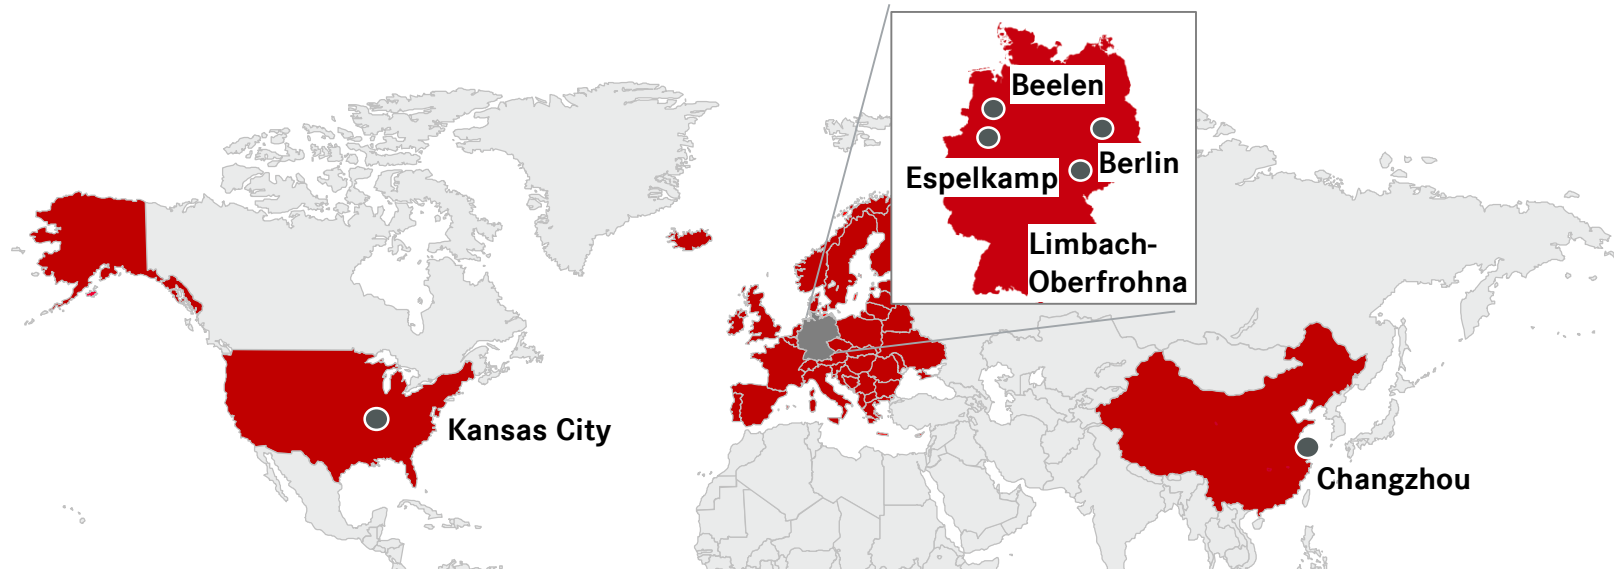 Beelen
Berlin
Espelkamp
Limbach-
Oberfrohna
Kansas City
Changzhou